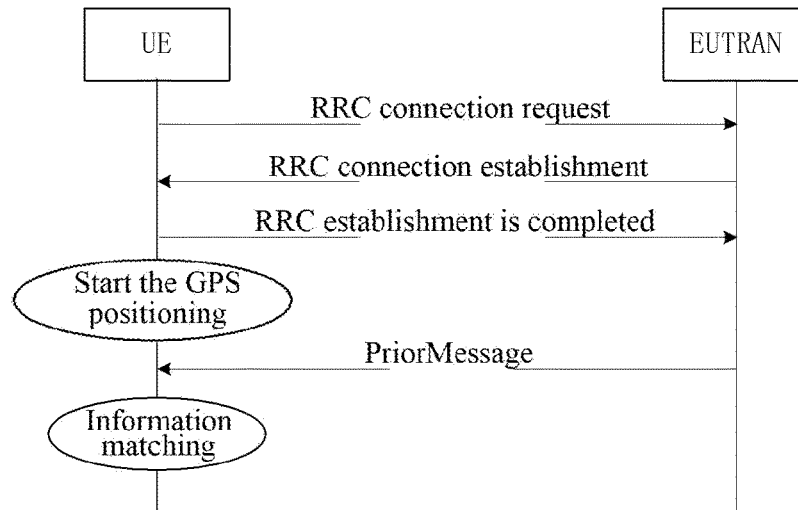 UE
EUTRAN
RRC connection request
RRC connection establishment
RRC establishment is completed
Start the GPS
positioning
PriorMessage
Information
matching